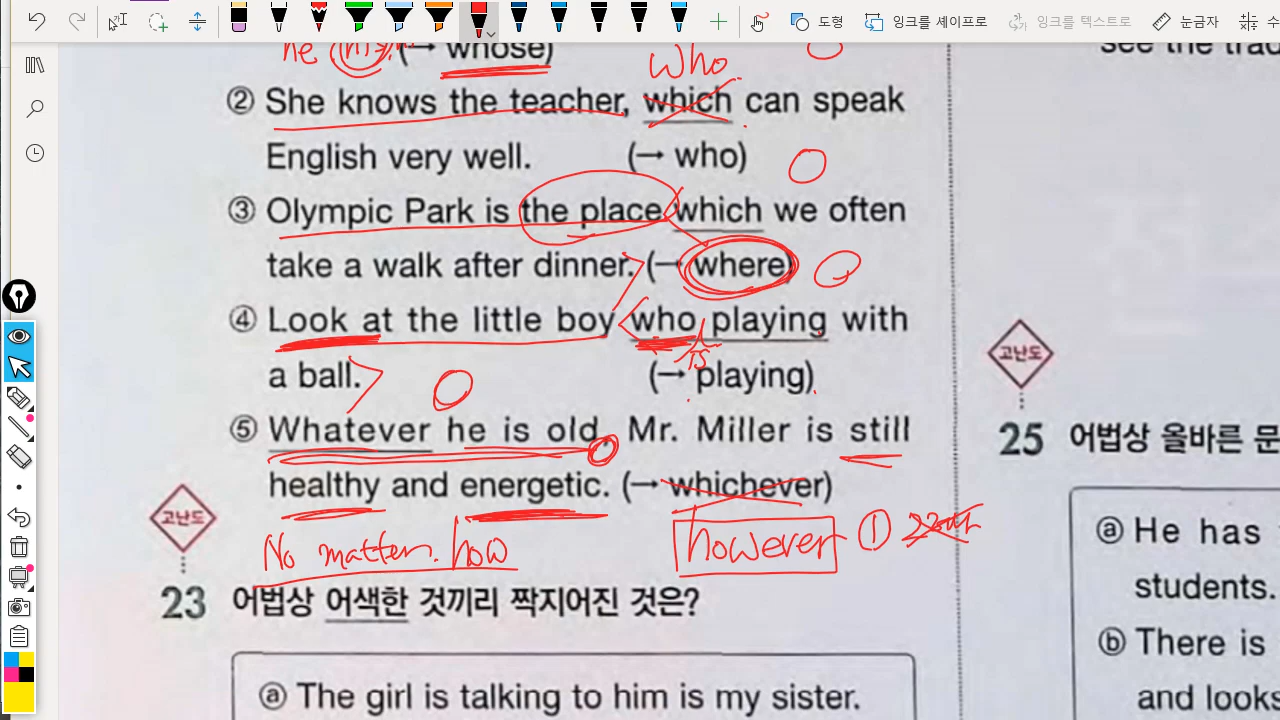 도형
잉크를 셰이프로
잉크를 텍스트로
눈금자
수
he his (→ whose)
who
② She knows the teacher, which can speak
English very well. (→ who)
③ Olympic Park is the place which we often
take a walk after dinner. (→ where)
④ Look at the little boy who playing with
is
a ball. (→ playing)
⑤ Whatever he is old, Mr. Miller is still
healthy and energetic. (→ whichever)
고난도
No matter how
however ①
23 어법상 어색한 것끼리 짝지어진 것은?
ⓐ The girl is talking to him is my sister.
고난도
25 어법상 올바른 문
ⓐ He has
students.
ⓑ There is
and looks